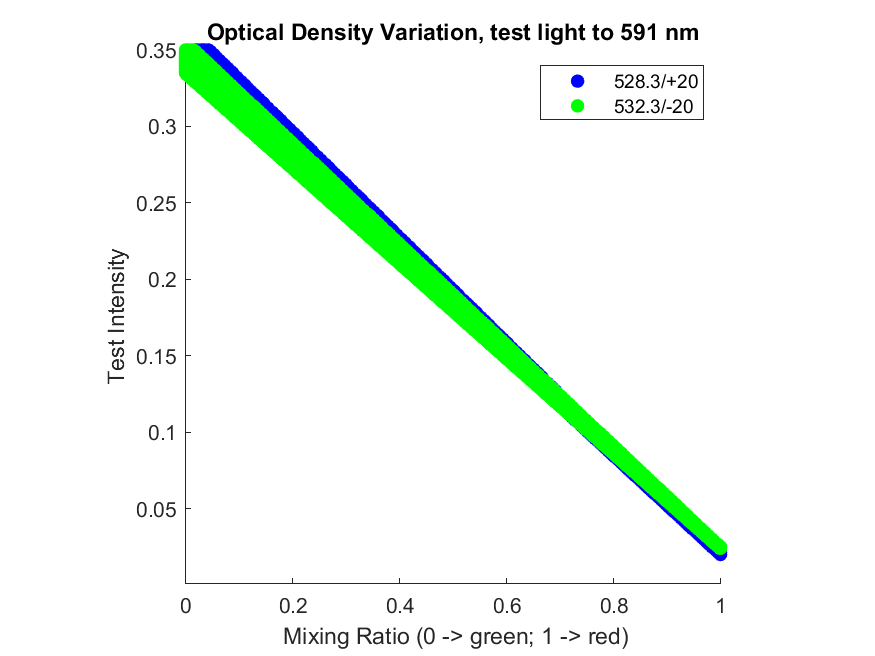 Optical Density Variation, test light to 591 nm
528.3/+20
532.3/-20
Test Intensity
0.35
0.3
0.25
0.2
0.15
0.1
0.05
0 0.2 0.4 0.6 0.8 1
Mixing Ratio (0 -> green; 1 -> red)